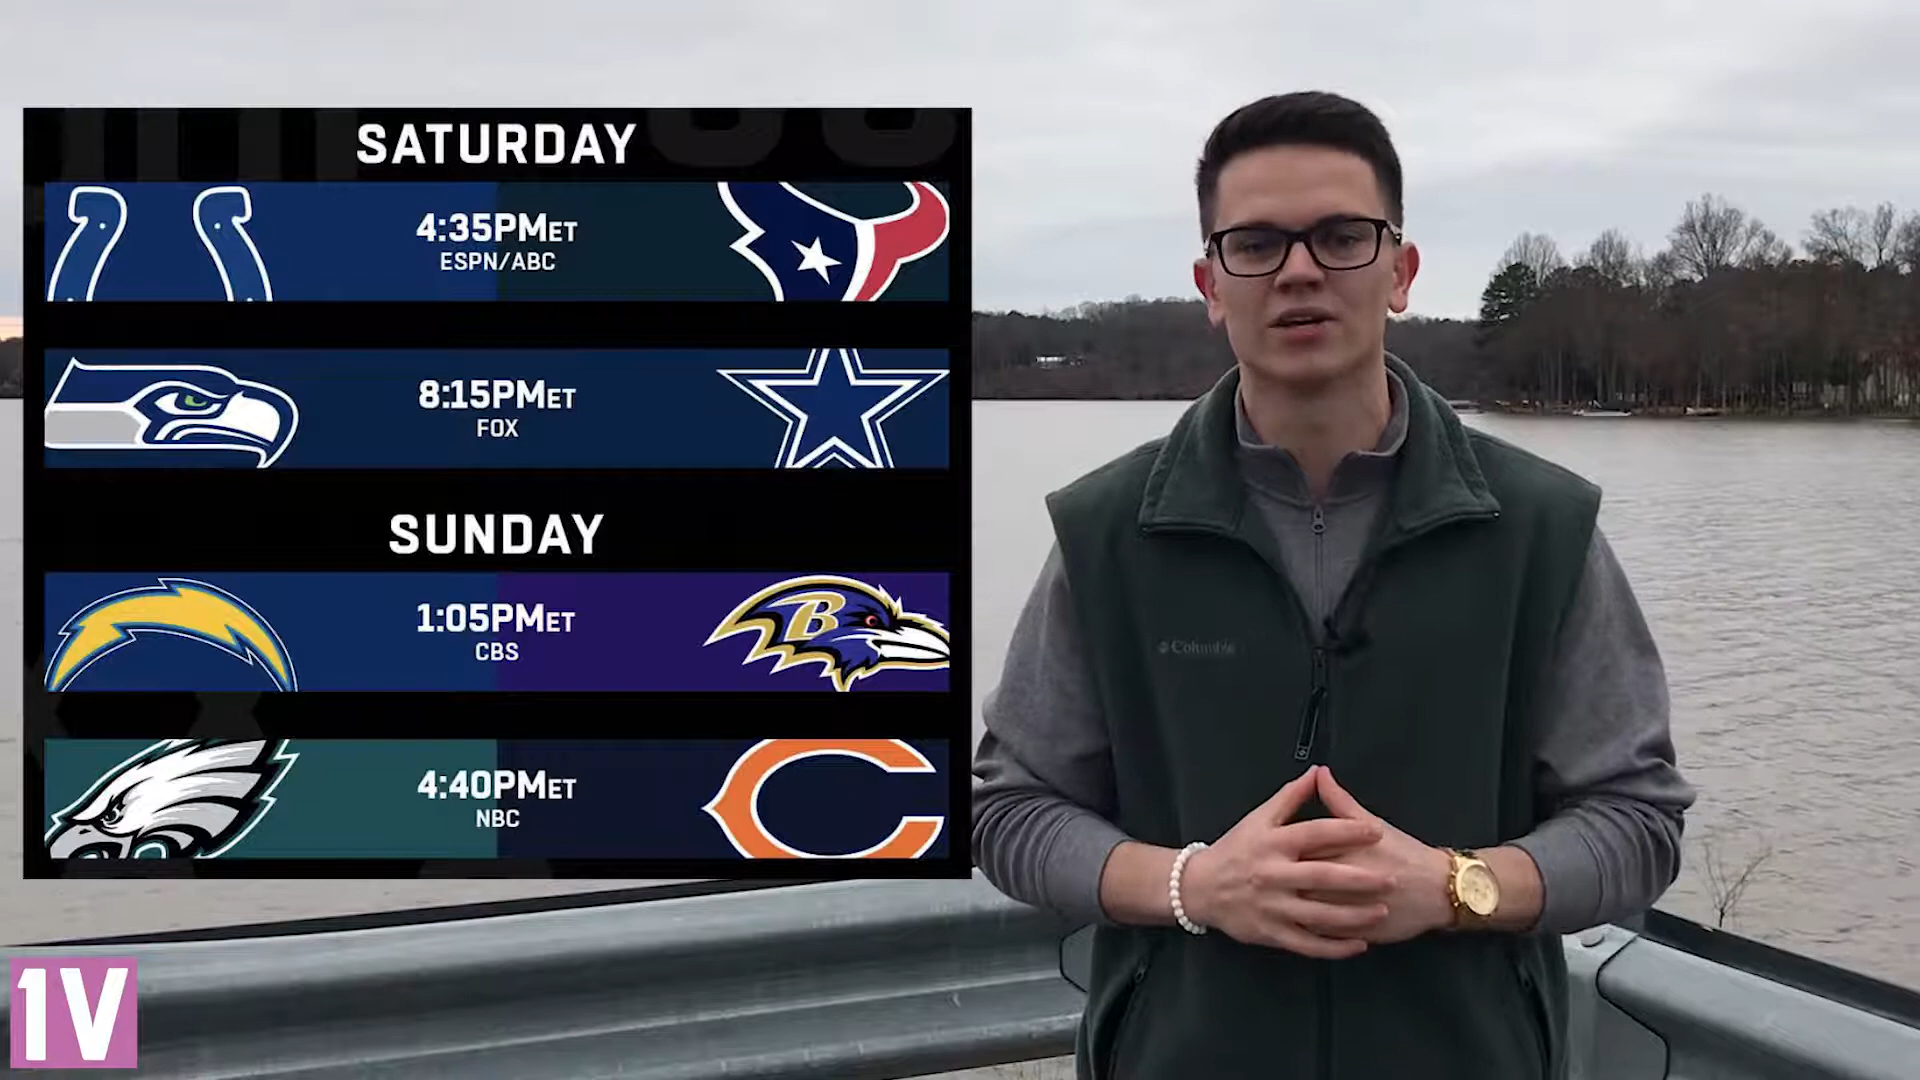 SATURDAY
4:35PMET
ESPN/ABC
8:15PMET
FOX
SUNDAY
1:05PMET
CBS
B
4:40PMET
NBC
Columbia
1V